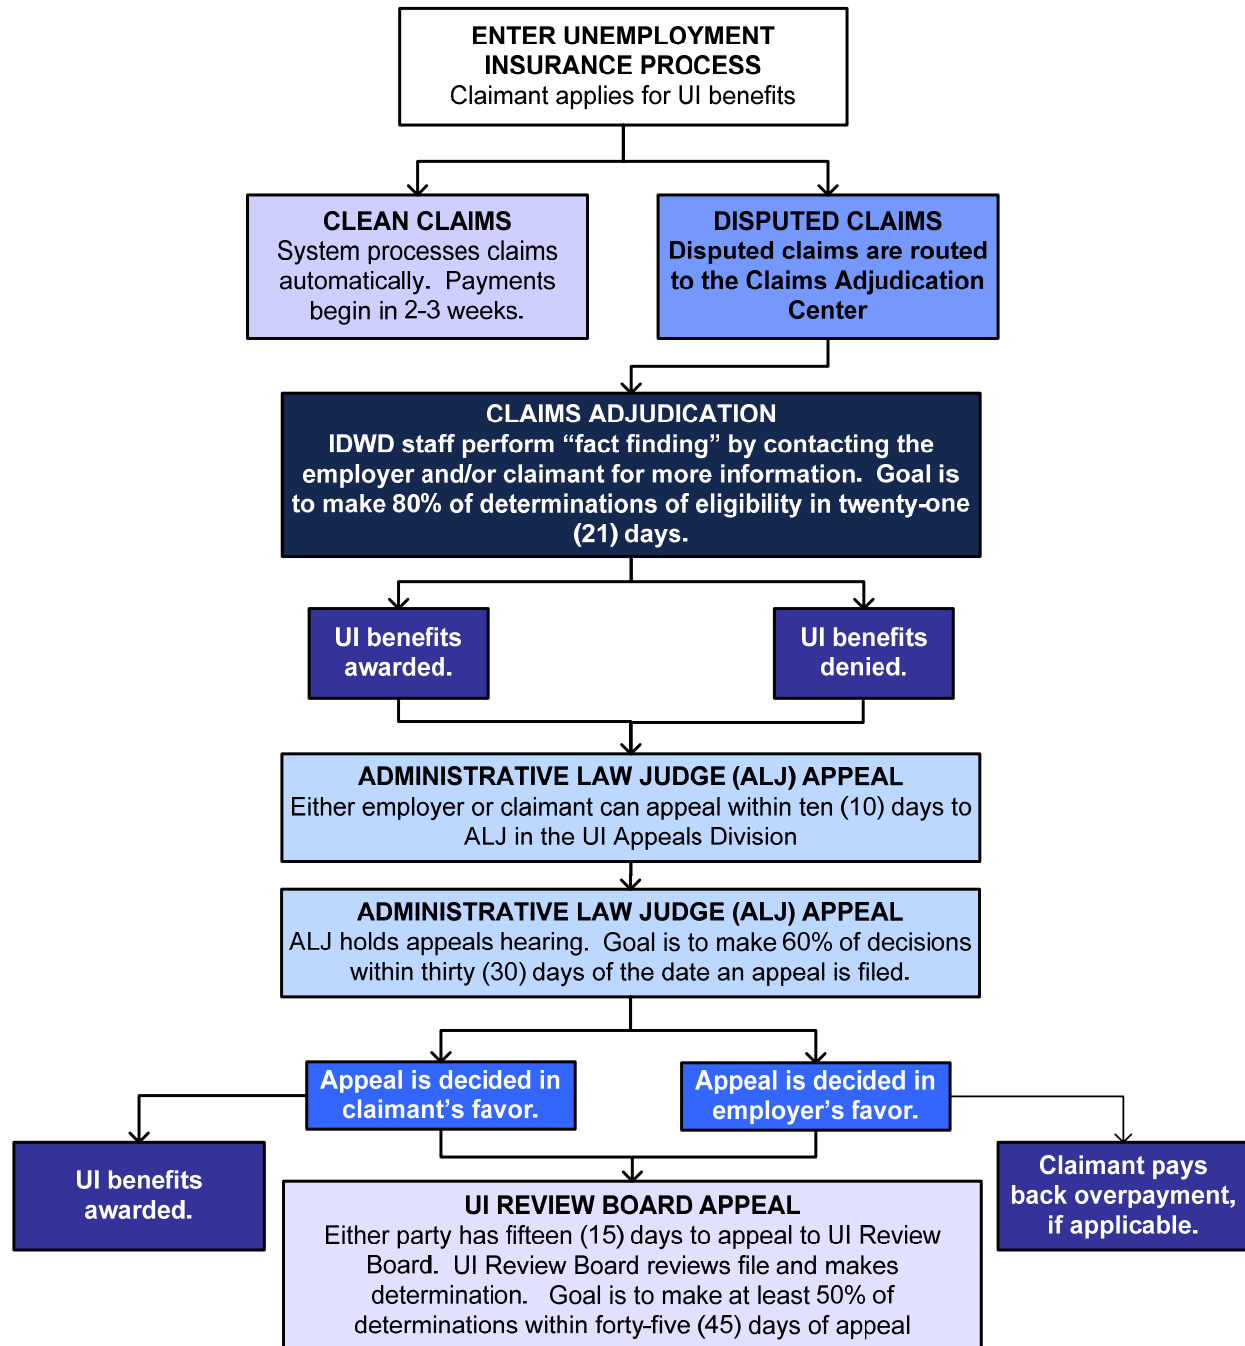 ENTER UNEMPLOYMENT
INSURANCE PROCESS
Claimant applies for UI benefits
CLEAN CLAIMS
System processes claims
automatically.  Payments
begin in 2-3 weeks.
DISPUTED CLAIMS
Disputed claims are routed
to the Claims Adjudication
Center
CLAIMS ADJUDICATION
IDWD staff perform “fact finding” by contacting the
employer and/or claimant for more information.  Goal is
to make 80% of determinations of eligibility in twenty-one
(21) days.
UI benefits
awarded.
UI benefits
denied.
ADMINISTRATIVE LAW JUDGE (ALJ) APPEAL
Either employer or claimant can appeal within ten (10) days to
ALJ in the UI Appeals Division
ADMINISTRATIVE LAW JUDGE (ALJ) APPEAL
ALJ holds appeals hearing.  Goal is to make 60% of decisions
within thirty (30) days of the date an appeal is filed.
Appeal is decided in
claimant’s favor.
Appeal is decided in
employer’s favor.
UI benefits
awarded.
Claimant pays
back overpayment,
if applicable.
UI REVIEW BOARD APPEAL
Either party has fifteen (15) days to appeal to UI Review
Board.  UI Review Board reviews file and makes
determination.   Goal is to make at least 50% of
determinations within forty-five (45) days of appeal